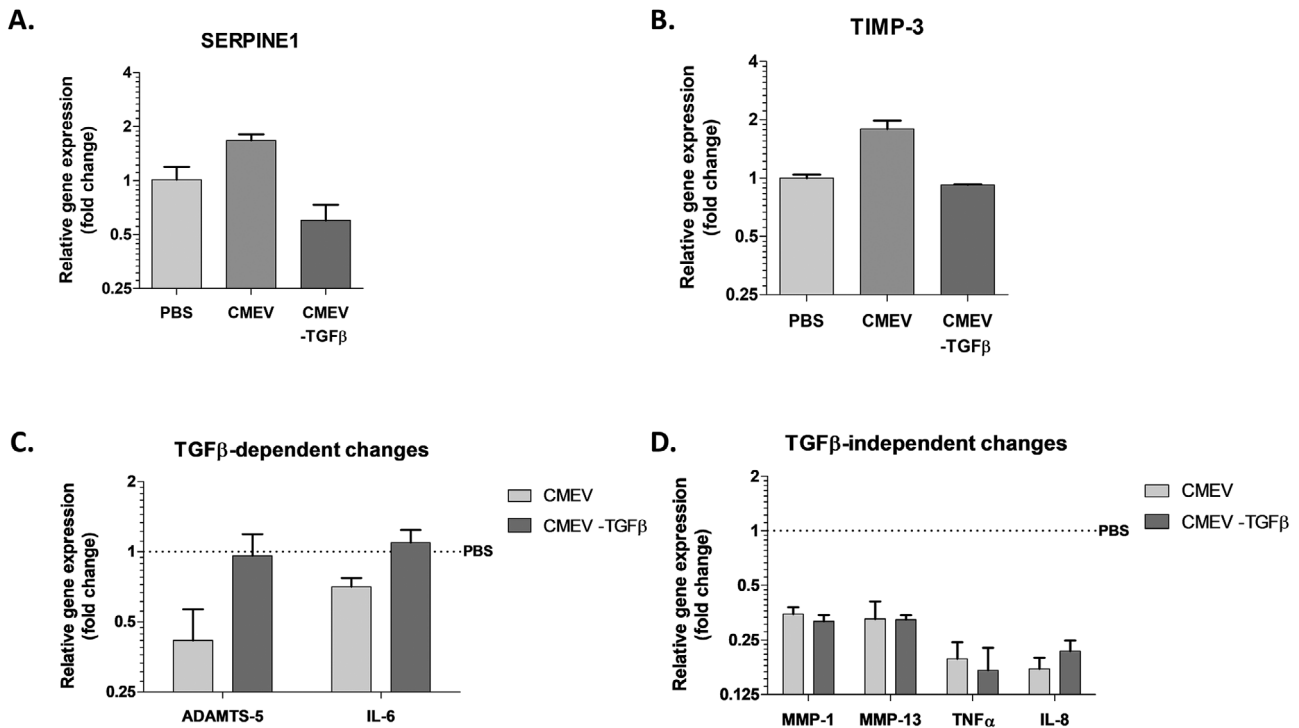 A.
SERPINE1
Relative gene expression
(fold change)
4
2
1
0.5
0.25
PBS
CMEV
CMEV
-TGFβ
B.
TIMP-3
Relative gene expression
(fold change)
4
2
1
0.5
0.25
PBS
CMEV
CMEV
-TGFβ
C.
TGFβ-dependent changes
Relative gene expression
(fold change)
2
1
0.5
0.25
PBS
CMEV
CMEV -TGFβ
ADAMTS-5
IL-6
D.
TGFβ-independent changes
Relative gene expression
(fold change)
2
1
0.5
0.25
0.125
PBS
CMEV
CMEV -TGFβ
MMP-1
MMP-13
TNFα
IL-8